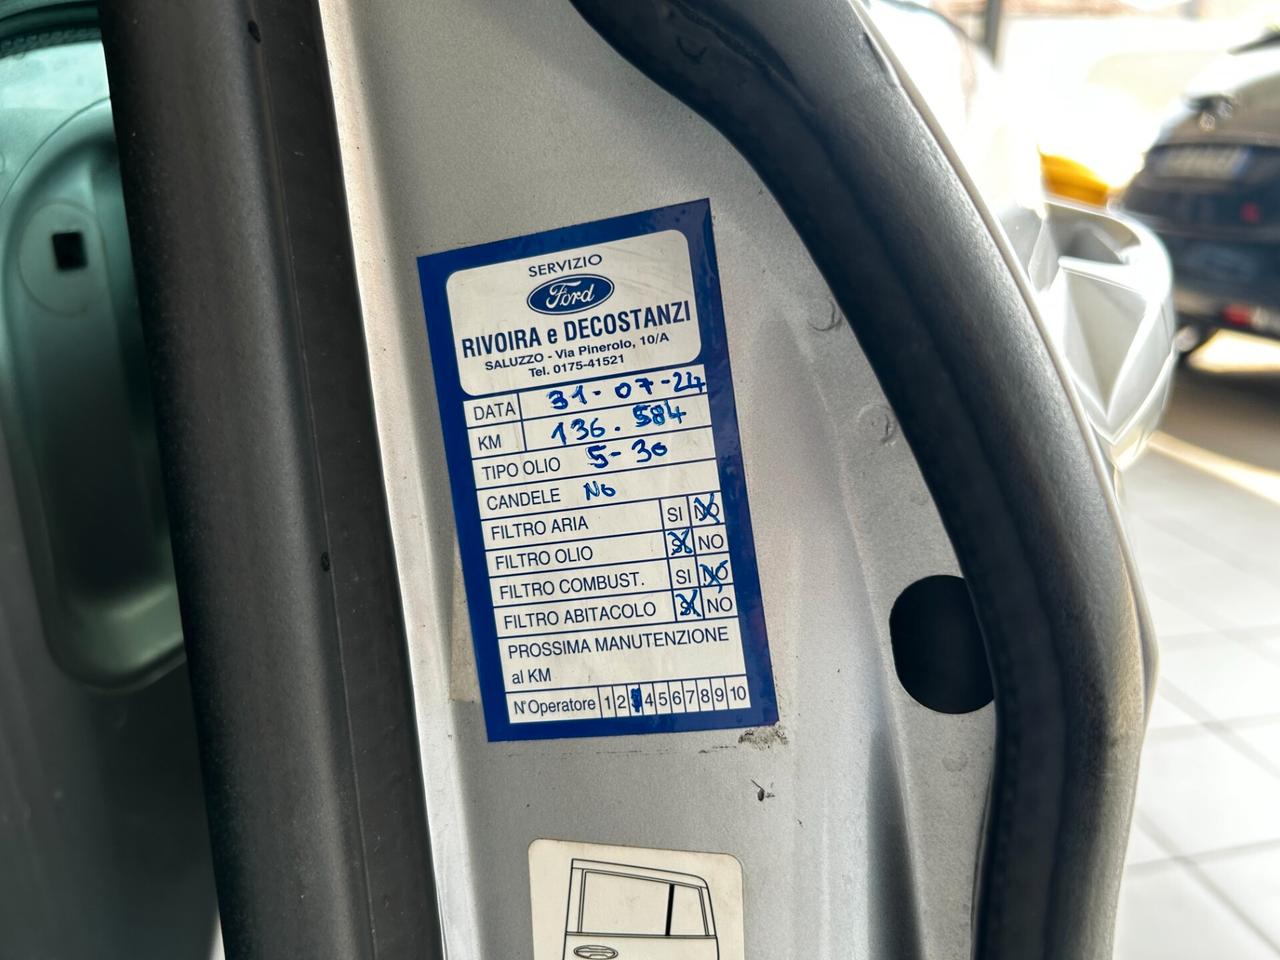 SERVIZIO
Ford
RIVOIRA e DECOSTANZI
SALUZZO - Via Pinerolo, 10/A
Tel. 0175-41521
DATA 31-07-24
KM 136.584
TIPO OLIO 5-30
CANDELE No
FILTRO ARIA SI NO
FILTRO OLIO SI NO
FILTRO COMBUST. SI NO
FILTRO ABITACOLO SI NO
PROSSIMA MANUTENZIONE
al KM
N° Operatore 1 2 3 4 5 6 7 8 9 10